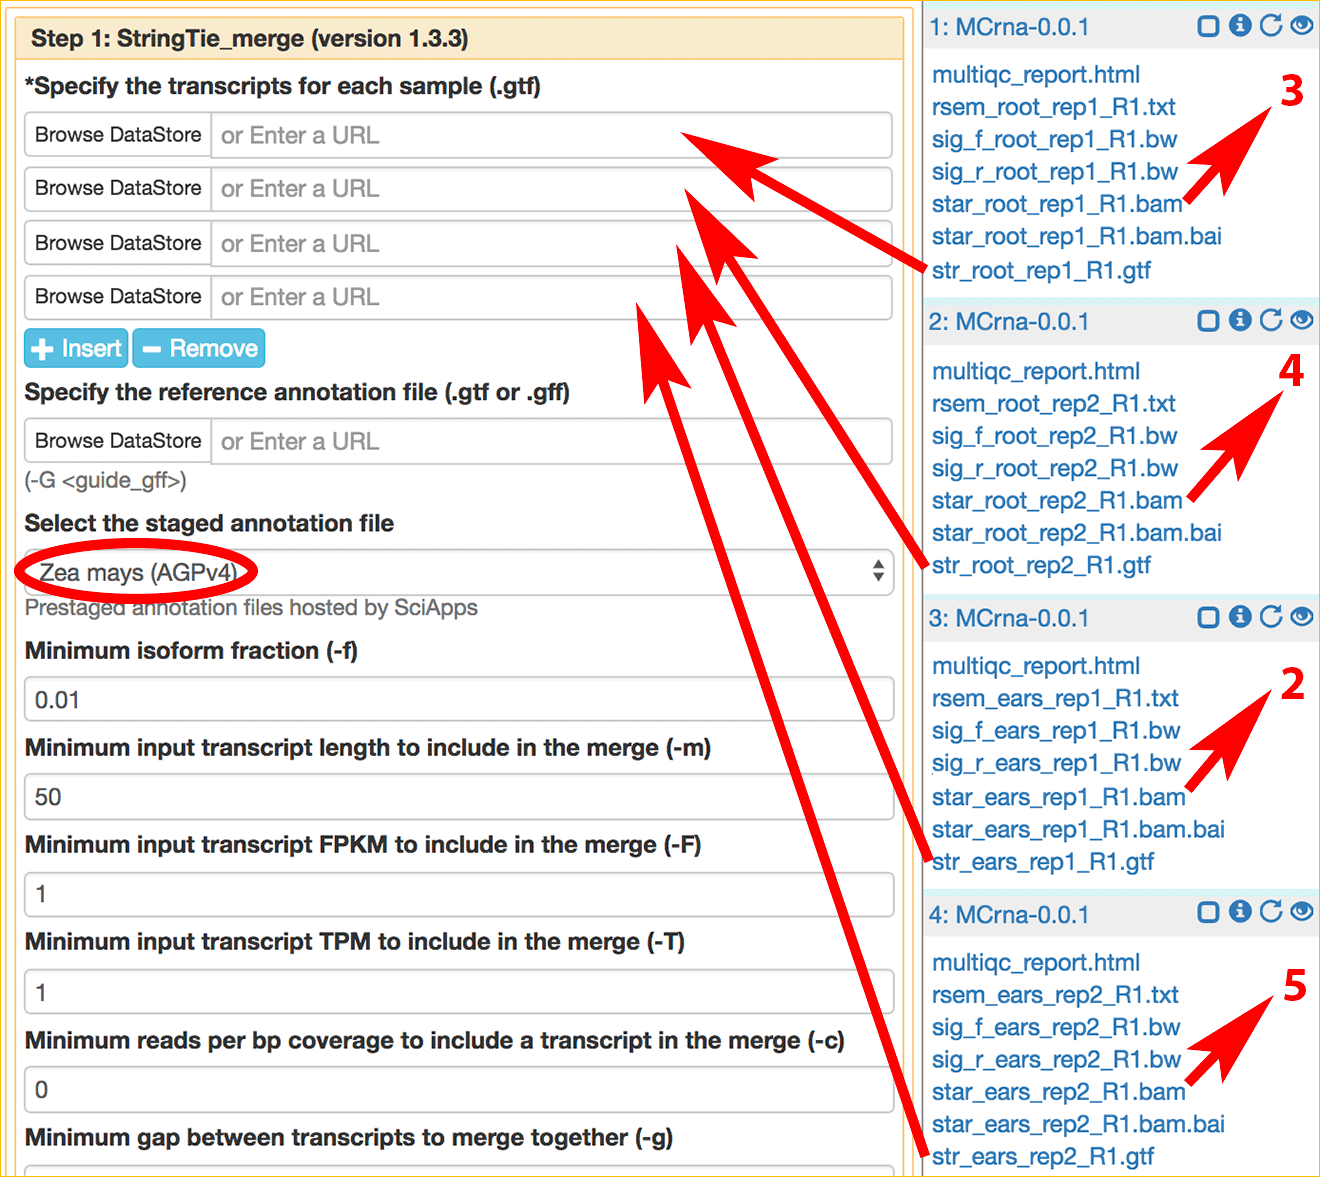 Step 1: StringTie_merge (version 1.3.3)
*Specify the transcripts for each sample (.gtf)
Browse DataStore or Enter a URL
Browse DataStore or Enter a URL
Browse DataStore or Enter a URL
Browse DataStore or Enter a URL
+ Insert − Remove
Specify the reference annotation file (.gtf or .gff)
Browse DataStore or Enter a URL
(-G <guide_gff>)
Select the staged annotation file
Zea mays (AGPv4)
Prestaged annotation files hosted by SciApps
Minimum isoform fraction (-f)
0.01
Minimum input transcript length to include in the merge (-m)
50
Minimum input transcript FPKM to include in the merge (-F)
1
Minimum input transcript TPM to include in the merge (-T)
1
Minimum reads per bp coverage to include a transcript in the merge (-c)
0
Minimum gap between transcripts to merge together (-g)
1: MCrna-0.0.1
multiqc_report.html
3
rsem_root_rep1_R1.txt
sig_f_root_rep1_R1.bw
sig_r_root_rep1_R1.bw
star_root_rep1_R1.bam
star_root_rep1_R1.bam.bai
str_root_rep1_R1.gtf
2: MCrna-0.0.1
multiqc_report.html
4
rsem_root_rep2_R1.txt
sig_f_root_rep2_R1.bw
sig_r_root_rep2_R1.bw
star_root_rep2_R1.bam
star_root_rep2_R1.bam.bai
str_root_rep2_R1.gtf
3: MCrna-0.0.1
multiqc_report.html
2
rsem_ears_rep1_R1.txt
sig_f_ears_rep1_R1.bw
sig_r_ears_rep1_R1.bw
star_ears_rep1_R1.bam
star_ears_rep1_R1.bam.bai
str_ears_rep1_R1.gtf
4: MCrna-0.0.1
multiqc_report.html
5
rsem_ears_rep2_R1.txt
sig_f_ears_rep2_R1.bw
sig_r_ears_rep2_R1.bw
star_ears_rep2_R1.bam
star_ears_rep2_R1.bam.bai
str_ears_rep2_R1.gtf